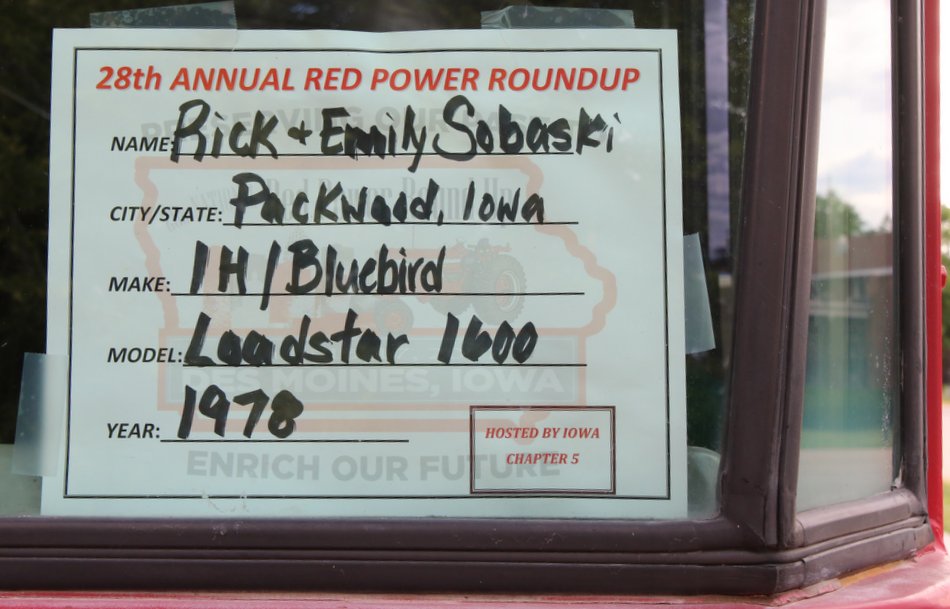 28th ANNUAL RED POWER ROUNDUP
NAME: Rick + Emily Sobaski
CITY/STATE: Packwood, Iowa
MAKE: IH/Bluebird
MODEL: Loadstar 1600
DES MOINES, IOWA
YEAR: 1978
HOSTED BY IOWA
CHAPTER 5
ENRICH OUR FUTURE